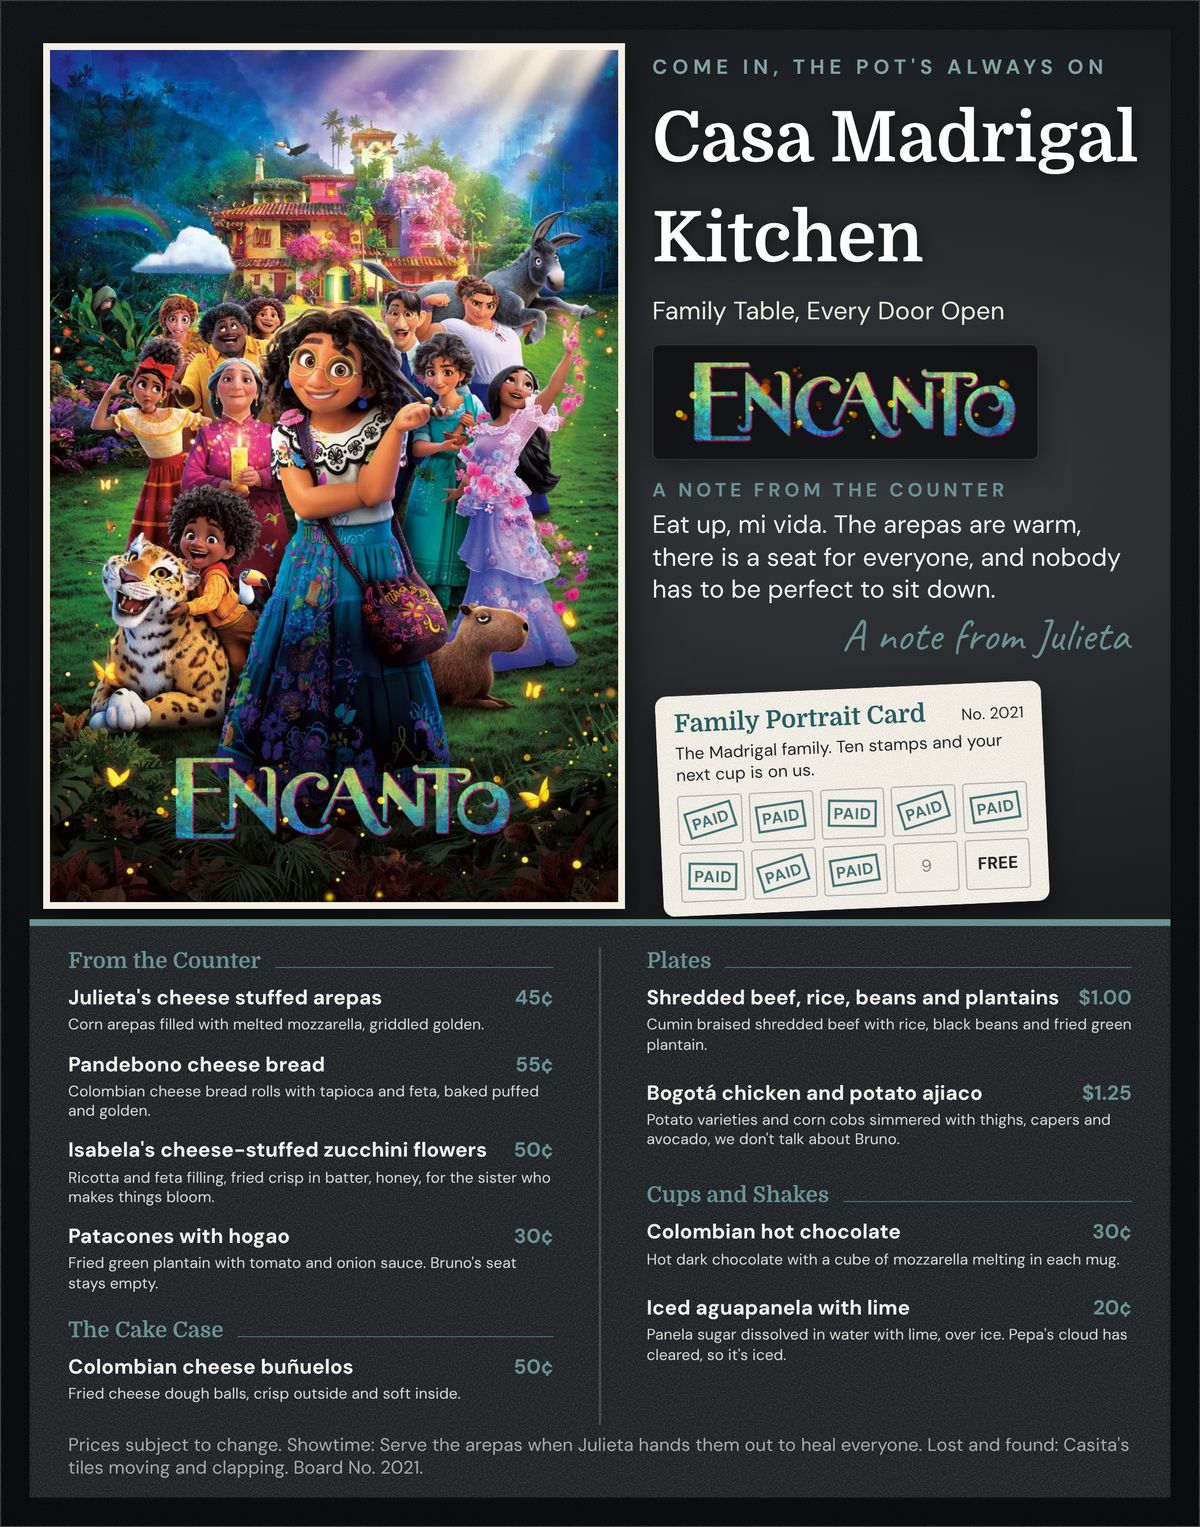 COME IN, THE POT'S ALWAYS ON
Casa Madrigal
Kitchen
Family Table, Every Door Open
ENCANTO
A NOTE FROM THE COUNTER
Eat up, mi vida. The arepas are warm,
there is a seat for everyone, and nobody
has to be perfect to sit down.
A note from Julieta
Family Portrait Card No. 2021
The Madrigal family. Ten stamps and your
next cup is on us.
PAID PAID PAID PAID PAID
PAID PAID PAID 9 FREE
ENCANTO
From the Counter
Julieta's cheese stuffed arepas 45¢
Corn arepas filled with melted mozzarella, griddled golden.
Pandebono cheese bread 55¢
Colombian cheese bread rolls with tapioca and feta, baked puffed
and golden.
Isabela's cheese-stuffed zucchini flowers 50¢
Ricotta and feta filling, fried crisp in batter, honey, for the sister who
makes things bloom.
Patacones with hogao 30¢
Fried green plantain with tomato and onion sauce. Bruno's seat
stays empty.
The Cake Case
Colombian cheese buñuelos 50¢
Fried cheese dough balls, crisp outside and soft inside.
Plates
Shredded beef, rice, beans and plantains $1.00
Cumin braised shredded beef with rice, black beans and fried green
plantain.
Bogotá chicken and potato ajiaco $1.25
Potato varieties and corn cobs simmered with thighs, capers and
avocado, we don't talk about Bruno.
Cups and Shakes
Colombian hot chocolate 30¢
Hot dark chocolate with a cube of mozzarella melting in each mug.
Iced aguapanela with lime 20¢
Panela sugar dissolved in water with lime, over ice. Pepa's cloud has
cleared, so it's iced.
Prices subject to change. Showtime: Serve the arepas when Julieta hands them out to heal everyone. Lost and found: Casita's
tiles moving and clapping. Board No. 2021.